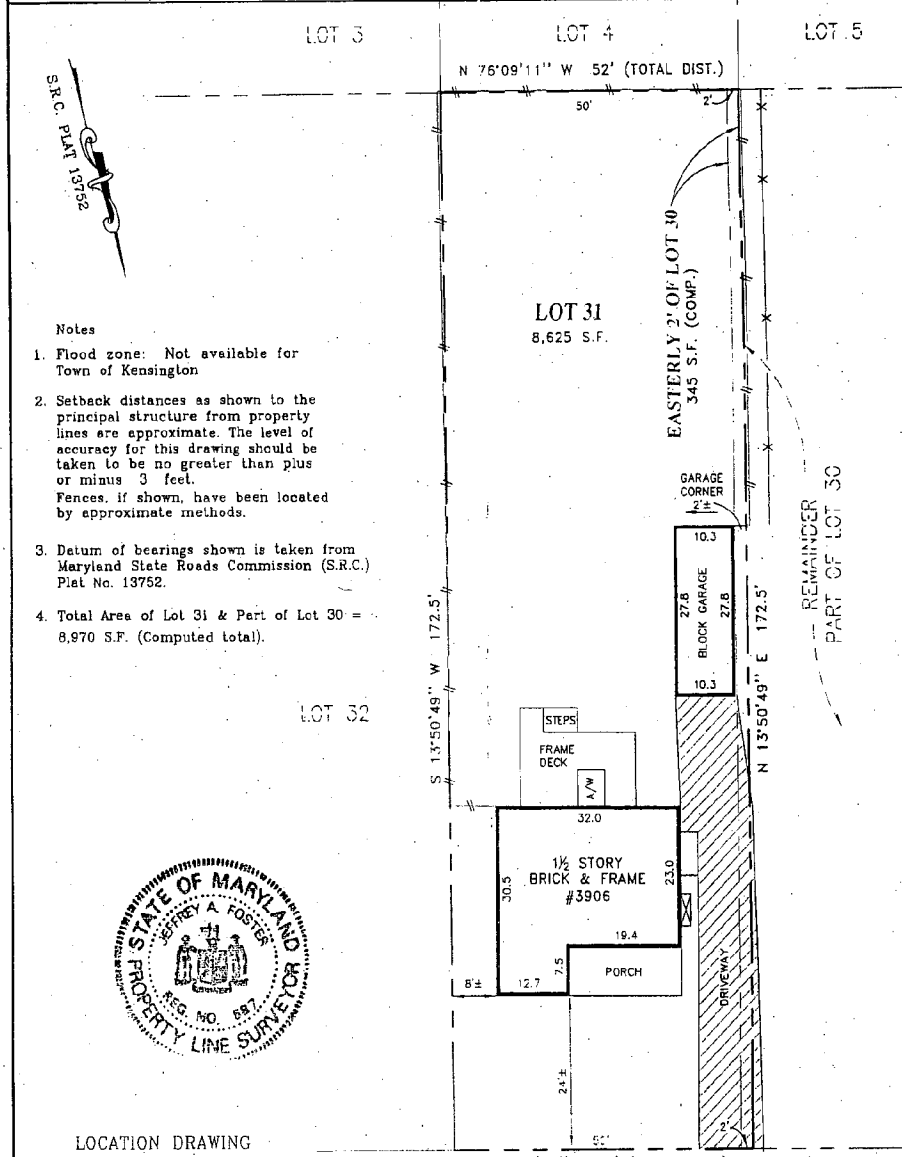 LOT 3
LOT 4
LOT 5
N 76°09'11" W 52' (TOTAL DIST.)
50'
2'
S.R.C. PLAT 13752
EASTERLY 2' OF LOT 30
345 S.F. (COMP.)
LOT 31
8,625 S.F.
Notes
1. Flood zone: Not available for
Town of Kensington
2. Setback distances as shown to the
principal structure from property
lines are approximate. The level of
accuracy for this drawing should be
taken to be no greater than plus
or minus 3 feet.
Fences, if shown, have been located
by approximate methods.
3. Datum of bearings shown is taken from
Maryland State Roads Commission (S.R.C.)
Plat No. 13752.
4. Total Area of Lot 31 & Part of Lot 30 =
8,970 S.F. (Computed total).
GARAGE
CORNER
2'±
10.3
27.8
BLOCK GARAGE
27.8
10.3
REMAINDER
PART OF LOT 30
S 13°50'49" W 172.5'
N 13°50'49" E 172.5'
LOT 32
STEPS
FRAME
DECK
A/W
32.0
1½ STORY
BRICK & FRAME
#3906
30.5
23.0
19.4
7.5
PORCH
8'±
12.7
DRIVEWAY
24'±
2'
STATE OF MARYLAND
JEFFREY A. FOSTER
REG. NO. 587
PROPERTY LINE SURVEYOR
LOCATION DRAWING